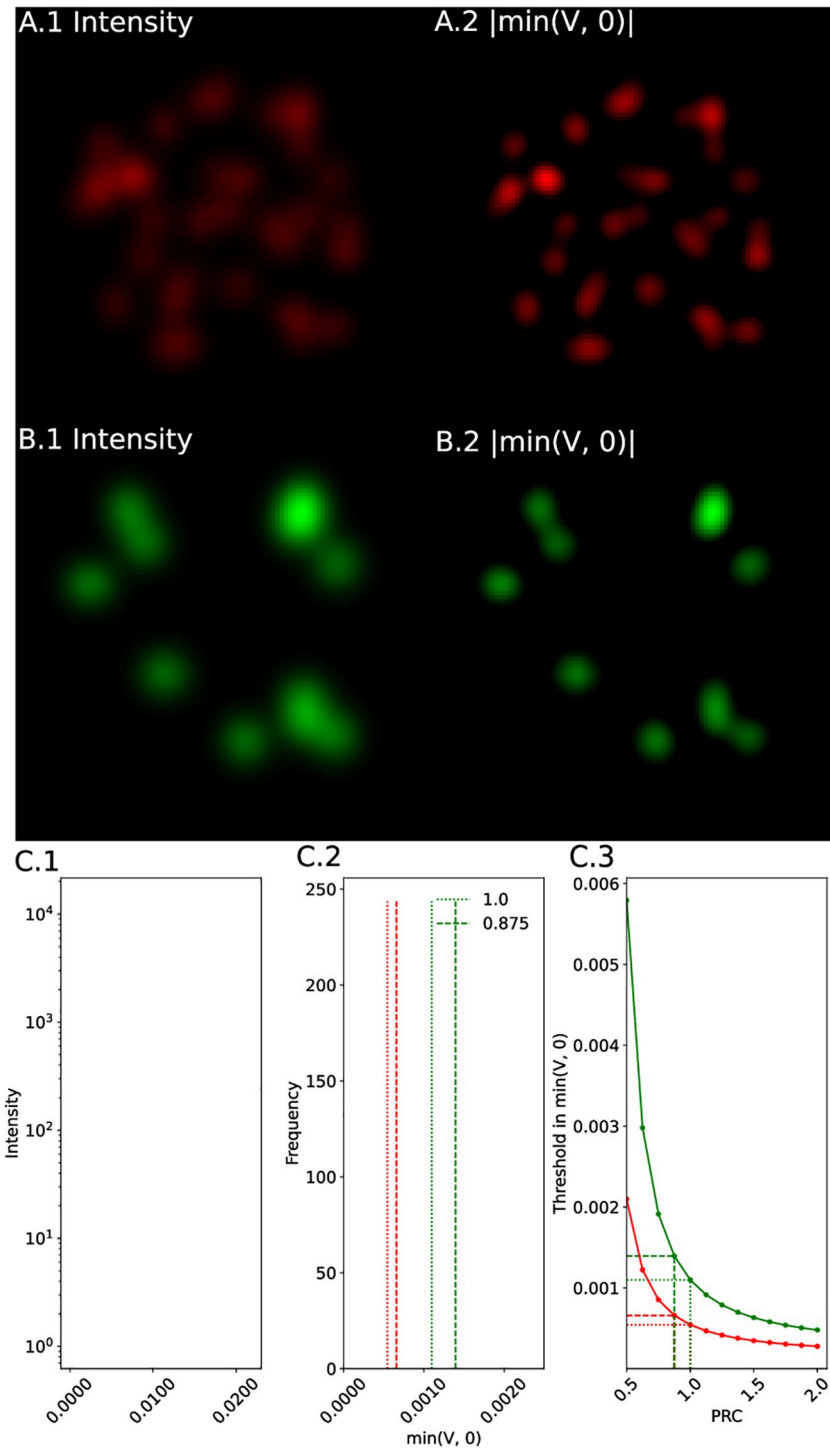 A.1 Intensity
A.2 |min(V, 0)|
B.1 Intensity
B.2 |min(V, 0)|
C.1
C.2
C.3
Intensity
10⁴
10³
10²
10¹
10⁰
0.0000
0.0100
0.0200
Frequency
250
200
150
100
50
0
1.0
0.875
0.0000
0.0010
0.0020
min(V, 0)
Threshold in min(V, 0)
0.006
0.005
0.004
0.003
0.002
0.001
0.5
1.0
1.5
2.0
PRC